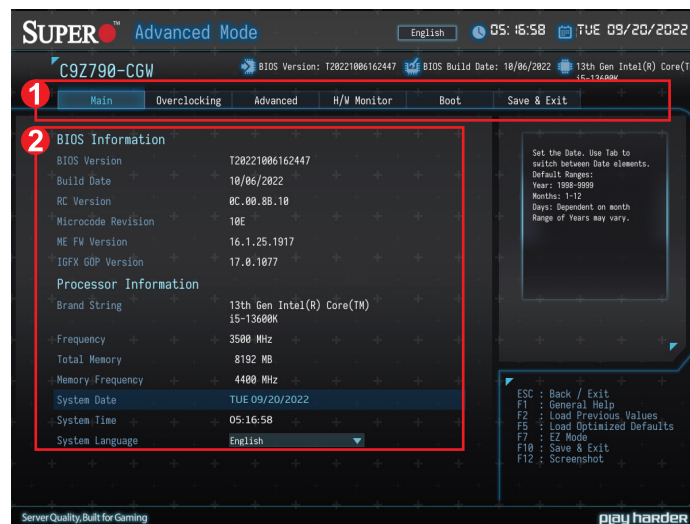 SUPER™ Advanced Mode English 05:16:58 TUE 09/20/2022
C9Z790-CGW BIOS Version: T20221006162447 BIOS Build Date: 10/06/2022 13th Gen Intel(R) Core(T
i5-13600K
1
Main Overclocking Advanced H/W Monitor Boot Save & Exit
2
BIOS Information
BIOS Version T20221006162447
Build Date 10/06/2022
RC Version 0C.00.8B.10
Microcode Revision 10E
ME FW Version 16.1.25.1917
IGFX GOP Version 17.0.1077
Processor Information
Brand String 13th Gen Intel(R) Core(TM)
i5-13600K
Frequency 3500 MHz
Total Memory 8192 MB
Memory Frequency 4400 MHz
System Date TUE 09/20/2022
System Time 05:16:58
System Language English
Set the Date. Use Tab to
switch between Date elements.
Default Ranges:
Year: 1998-9999
Months: 1-12
Days: Dependent on month
Range of Years may vary.
ESC : Back / Exit
F1 : General Help
F2 : Load Previous Values
F5 : Load Optimized Defaults
F7 : EZ Mode
F10 : Save & Exit
F12 : Screenshot
Server Quality, Built for Gaming
play harder